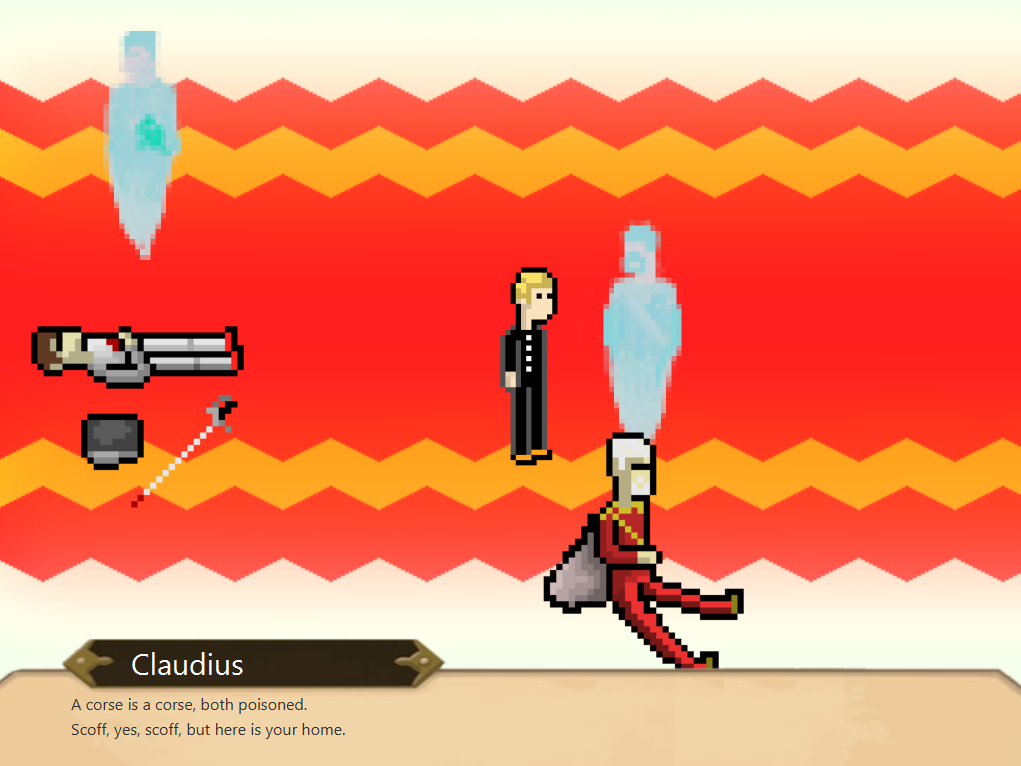 Claudius
A corse is a corse, both poisoned.
Scoff, yes, scoff, but here is your home.